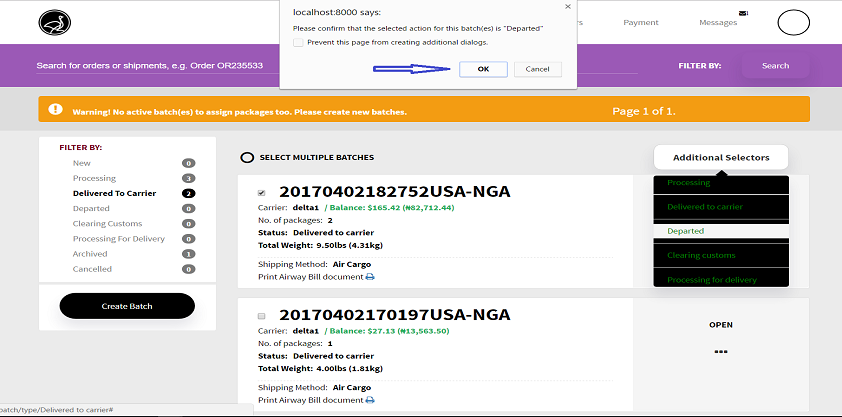 localhost:8000 says:
Please confirm that the selected action for this batch(es) is "Departed"
Prevent this page from creating additional dialogs.
OK
Cancel
Payment
Messages
Search for orders or shipments, e.g. Order OR235533
FILTER BY:
Search
Warning! No active batch(es) to assign packages too. Please create new batches.
Page 1 of 1.
FILTER BY:
New 0
Processing 3
Delivered To Carrier 2
Departed 0
Clearing Customs 0
Processing For Delivery 0
Archived 1
Cancelled 0
Create Batch
SELECT MULTIPLE BATCHES
Additional Selectors
Processing
Delivered to carrier
Departed
Clearing customs
Processing for delivery
20170402182752USA-NGA
Carrier: delta1 / Balance: $165.42 (₦82,712.44)
No. of packages: 2
Status: Delivered to carrier
Total Weight: 9.50lbs (4.31kg)
Shipping Method: Air Cargo
Print Airway Bill document
20170402170197USA-NGA
Carrier: delta1 / Balance: $27.13 (₦13,563.50)
No. of packages: 1
Status: Delivered to carrier
Total Weight: 4.00lbs (1.81kg)
Shipping Method: Air Cargo
Print Airway Bill document
OPEN
batch/type/Delivered to carrier#